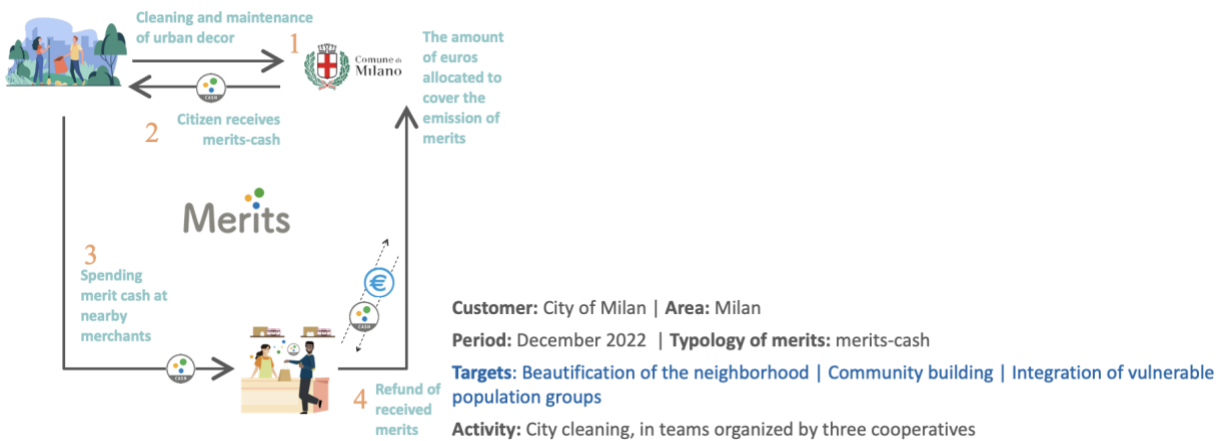 Cleaning and maintenance
of urban decor
1
Comune di
Milano
The amount
of euros
allocated to
cover the
emission of
merits
CASH
2
Citizen receives
merits-cash
Merits
3
Spending
merit cash at
nearby
merchants
€
CASH
CASH
4
Refund of
received
merits
Customer: City of Milan | Area: Milan
Period: December 2022 | Typology of merits: merits-cash
Targets: Beautification of the neighborhood | Community building | Integration of vulnerable
population groups
Activity: City cleaning, in teams organized by three cooperatives